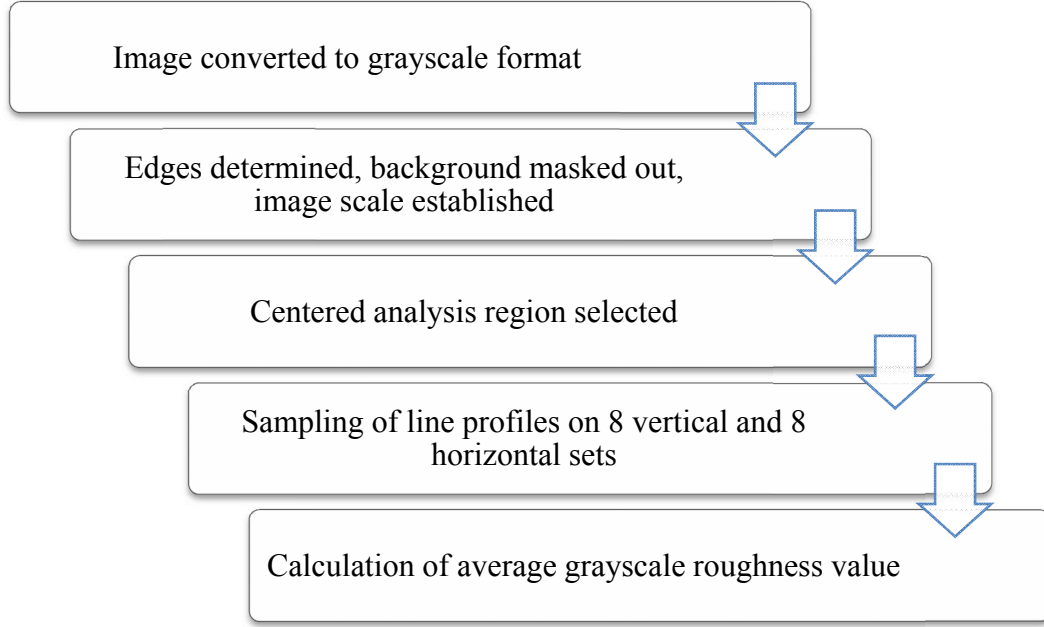 Image converted to grayscale format
Edges determined, background masked out,
image scale established
Centered analysis region selected
Sampling of line profiles on 8 vertical and 8
horizontal sets
Calculation of average grayscale roughness value